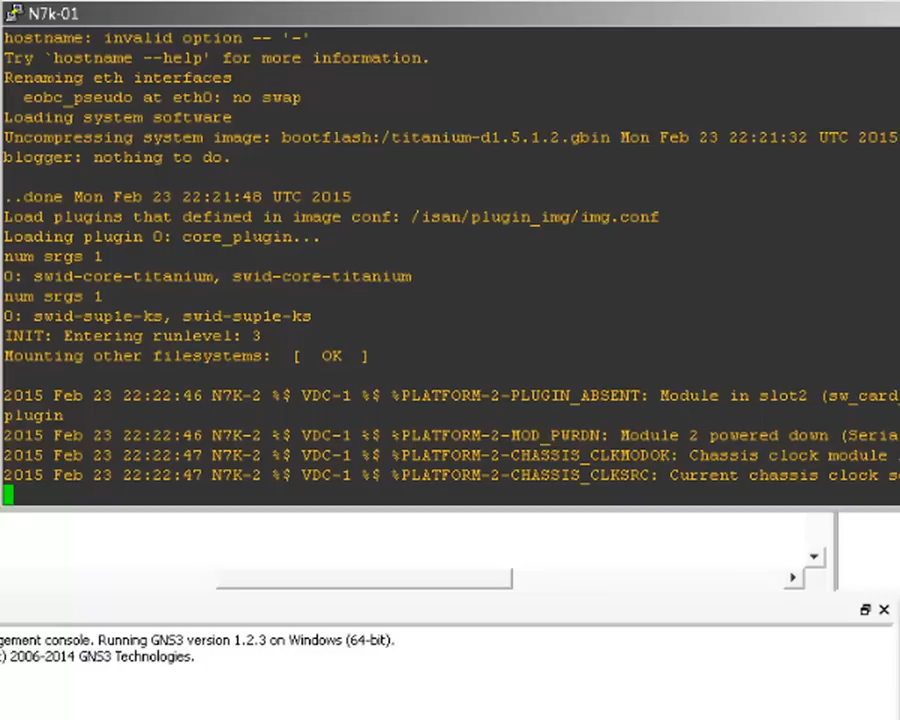 N7k-01
hostname: invalid option -- '-'
Try `hostname --help' for more information.
Renaming eth interfaces
eobc_pseudo at eth0: no swap
Loading system software
Uncompressing system image: bootflash:/titanium-d1.5.1.2.gbin Mon Feb 23 22:21:32 UTC 2015
blogger: nothing to do.
..done Mon Feb 23 22:21:48 UTC 2015
Load plugins that defined in image conf: /isan/plugin_img/img.conf
Loading plugin 0: core_plugin...
num srgs 1
0: swid-core-titanium, swid-core-titanium
num srgs 1
0: swid-sup1e-ks, swid-sup1e-ks
INIT: Entering runlevel: 3
Mounting other filesystems:  [  OK  ]
2015 Feb 23 22:22:46 N7K-2 %$ VDC-1 %$ %PLATFORM-2-PLUGIN_ABSENT: Module in slot2 (sw_card
plugin
2015 Feb 23 22:22:46 N7K-2 %$ VDC-1 %$ %PLATFORM-2-MOD_PWRDN: Module 2 powered down (Seria
2015 Feb 23 22:22:47 N7K-2 %$ VDC-1 %$ %PLATFORM-2-CHASSIS_CLKMODOK: Chassis clock module
2015 Feb 23 22:22:47 N7K-2 %$ VDC-1 %$ %PLATFORM-2-CHASSIS_CLKSRC: Current chassis clock s
gement console. Running GNS3 version 1.2.3 on Windows (64-bit).
) 2006-2014 GNS3 Technologies.